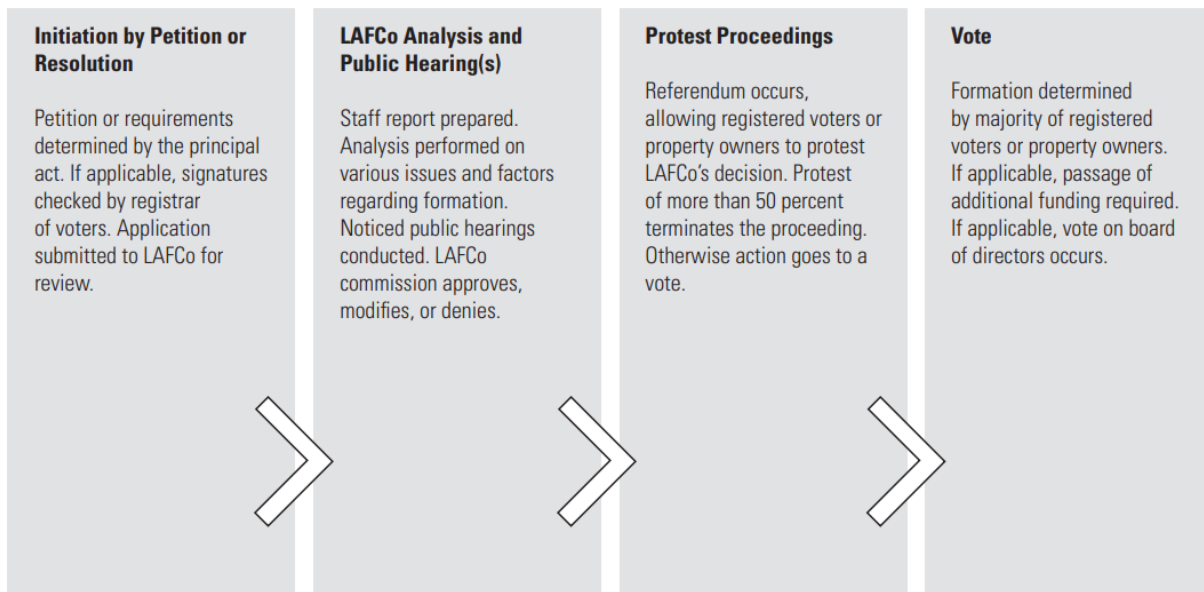 Initiation by Petition or
Resolution
Petition or requirements
determined by the principal
act. If applicable, signatures
checked by registrar
of voters. Application
submitted to LAFCo for
review.
LAFCo Analysis and
Public Hearing(s)
Staff report prepared.
Analysis performed on
various issues and factors
regarding formation.
Noticed public hearings
conducted. LAFCo
commission approves,
modifies, or denies.
Protest Proceedings
Referendum occurs,
allowing registered voters or
property owners to protest
LAFCo’s decision. Protest
of more than 50 percent
terminates the proceeding.
Otherwise action goes to a
vote.
Vote
Formation determined
by majority of registered
voters or property owners.
If applicable, passage of
additional funding required.
If applicable, vote on board
of directors occurs.